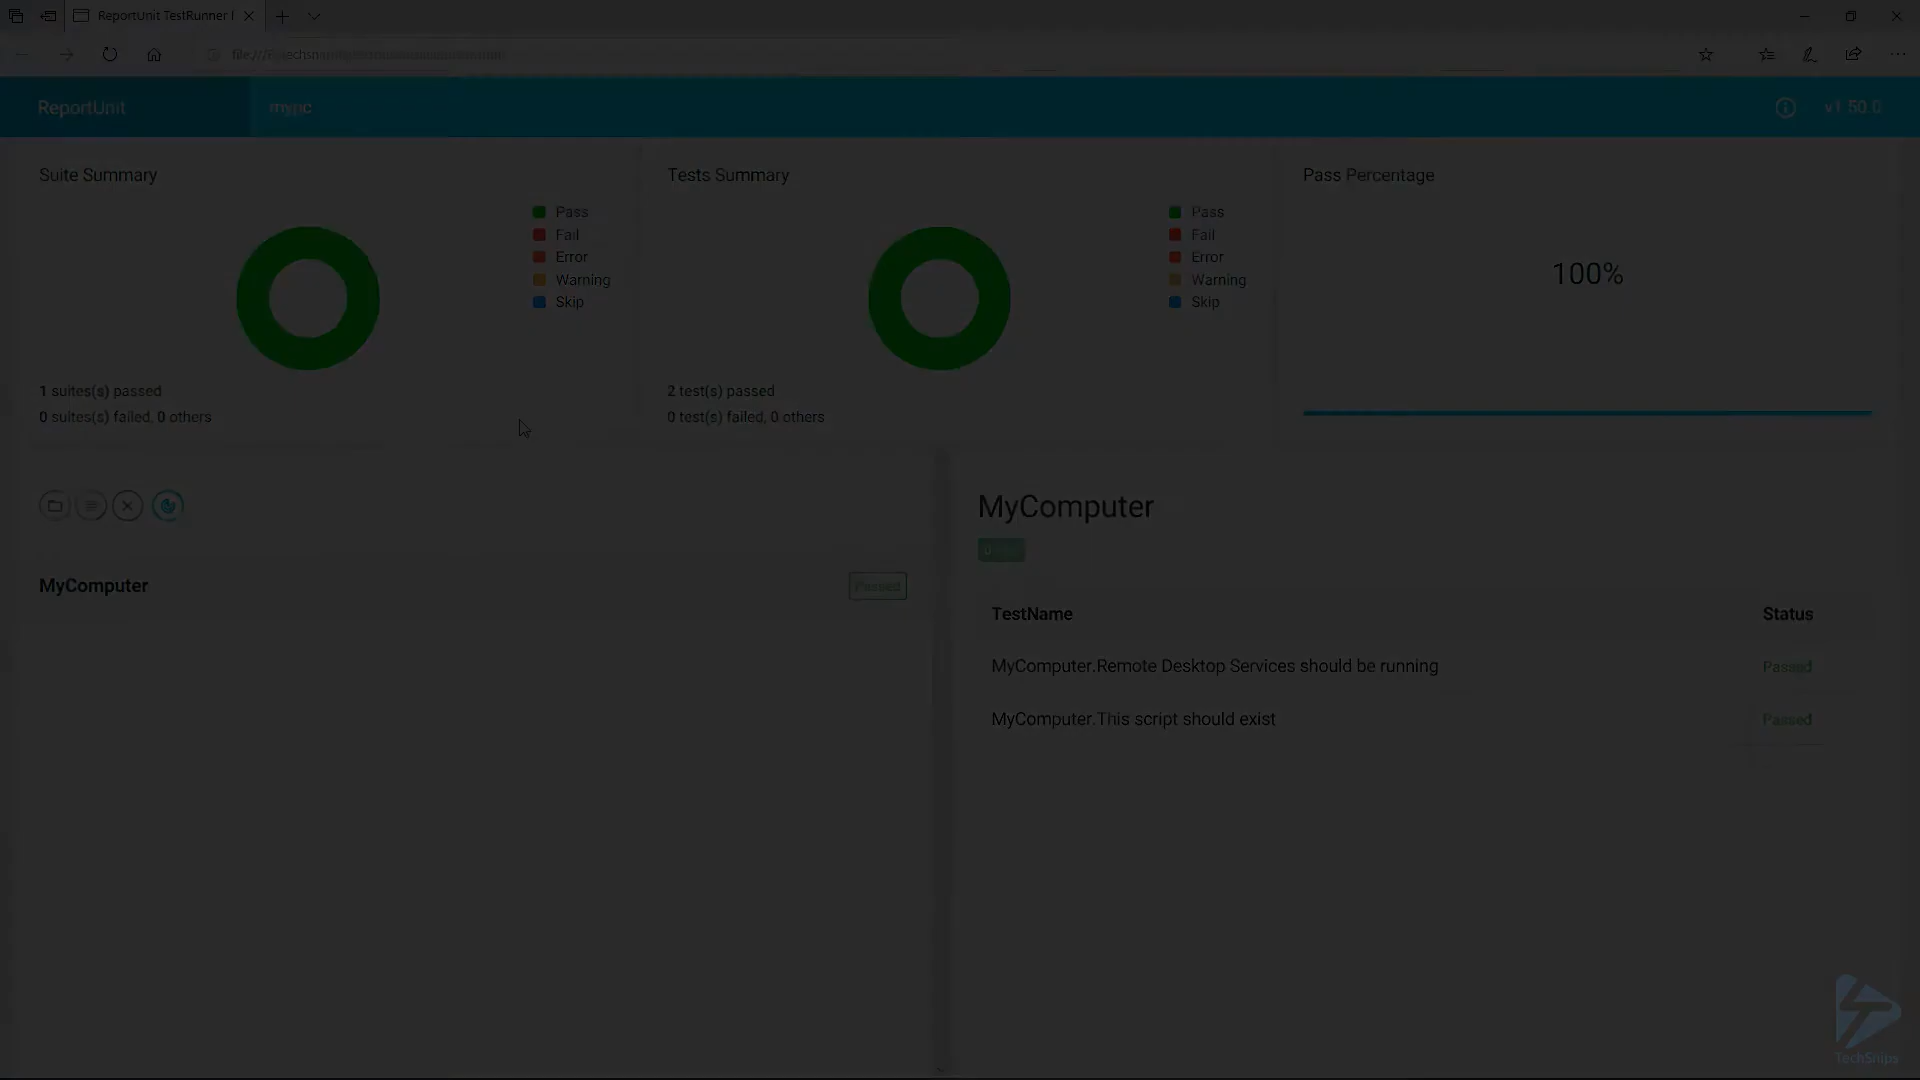 ReportUnit TestRunner
ReportUnit
mypc
v1.50.0
Suite Summary
Pass
Fail
Error
Warning
Skip
1 suites(s) passed
0 suites(s) failed, 0 others
Tests Summary
Pass
Fail
Error
Warning
Skip
2 test(s) passed
0 test(s) failed, 0 others
Pass Percentage
100%
MyComputer
Passed
MyComputer
TestName Status
MyComputer.Remote Desktop Services should be running Passed
MyComputer.This script should exist Passed
TechSnips